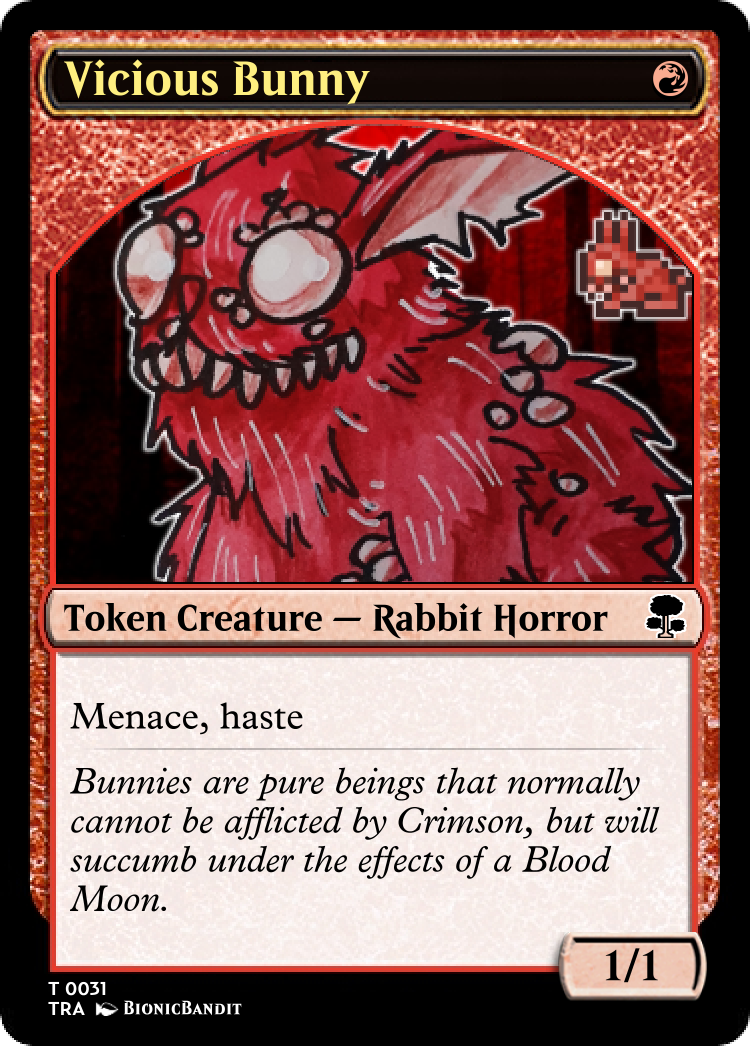 Vicious Bunny
Token Creature — Rabbit Horror
Menace, haste
Bunnies are pure beings that normally
cannot be afflicted by Crimson, but will
succumb under the effects of a Blood
Moon.
1/1
T 0031
TRA BionicBandit